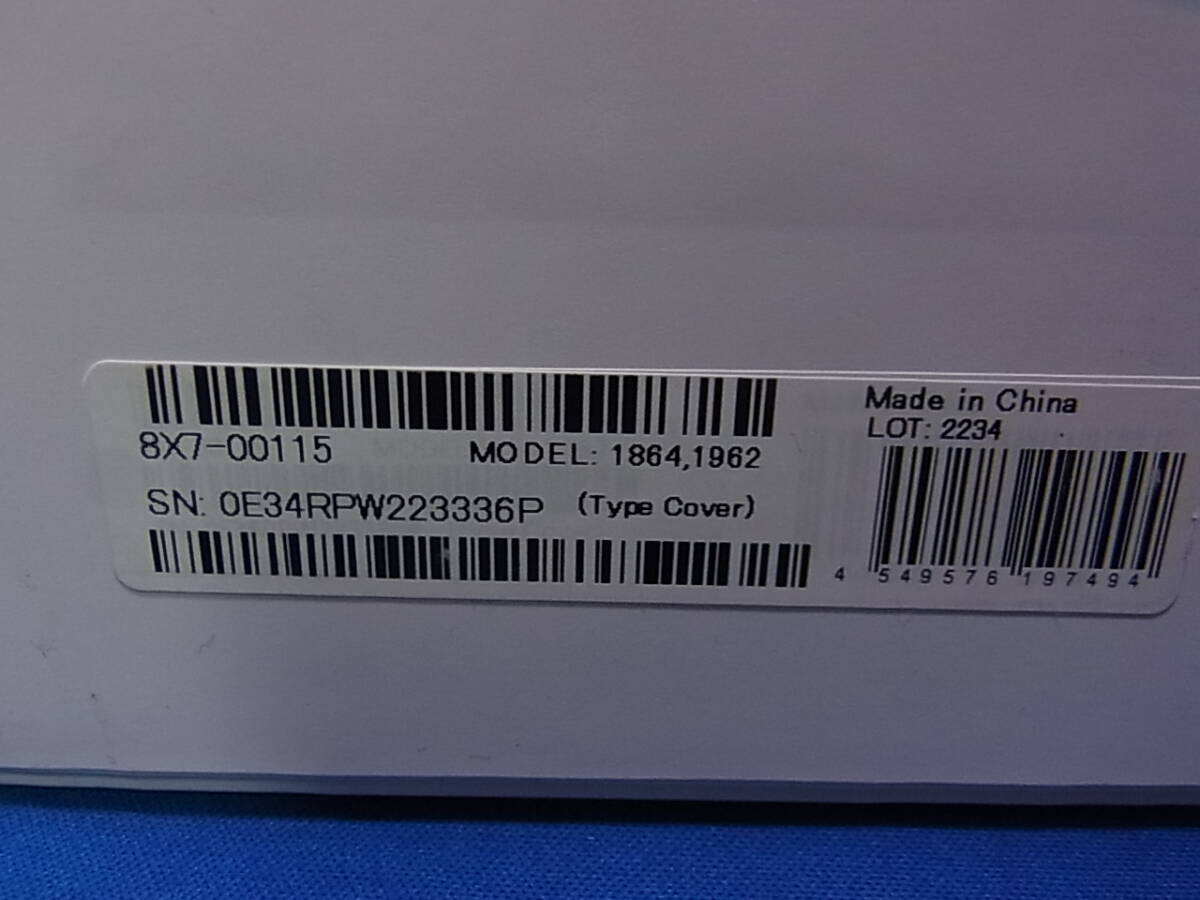 8X7-00115
MODEL: 1864,1962
SN: 0E34RPW223336P (Type Cover)
Made in China
LOT: 2234
4 549576 197494